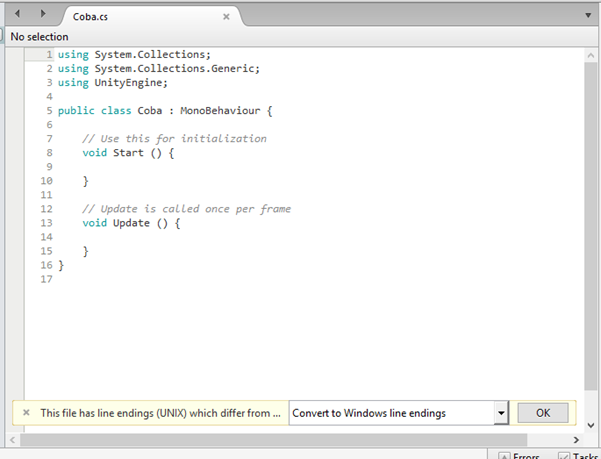 Coba.cs
No selection
1 using System.Collections;
2 using System.Collections.Generic;
3 using UnityEngine;
4
5 public class Coba : MonoBehaviour {
6
7 // Use this for initialization
8 void Start () {
9
10 }
11
12 // Update is called once per frame
13 void Update () {
14
15 }
16 }
17
This file has line endings (UNIX) which differ from ... Convert to Windows line endings OK
Errors Tasks